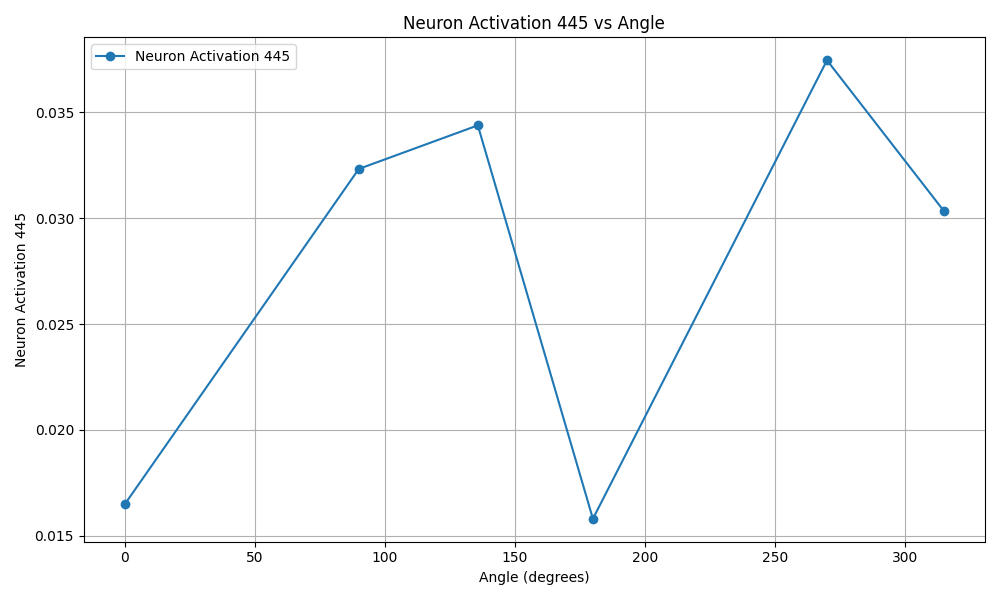 Neuron Activation 445 vs Angle
Neuron Activation 445
0.035
0.030
0.025
0.020
0.015
Neuron Activation 445
0 50 100 150 200 250 300
Angle (degrees)